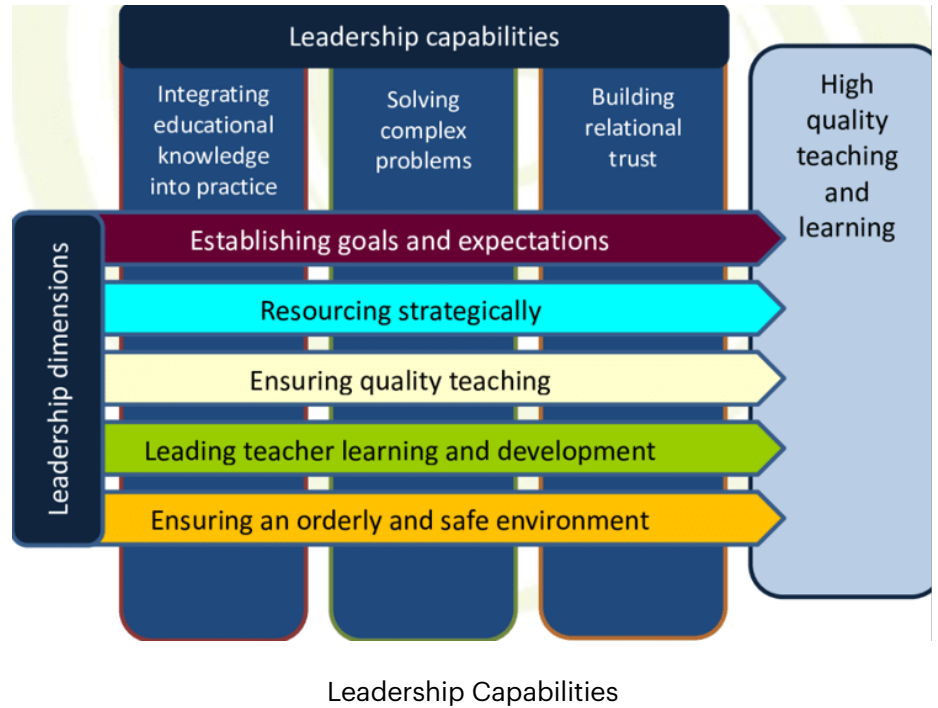 Leadership capabilities
Integrating
educational
knowledge
into practice
Solving
complex
problems
Building
relational
trust
High
quality
teaching
and
learning
Leadership dimensions
Establishing goals and expectations
Resourcing strategically
Ensuring quality teaching
Leading teacher learning and development
Ensuring an orderly and safe environment
Leadership Capabilities